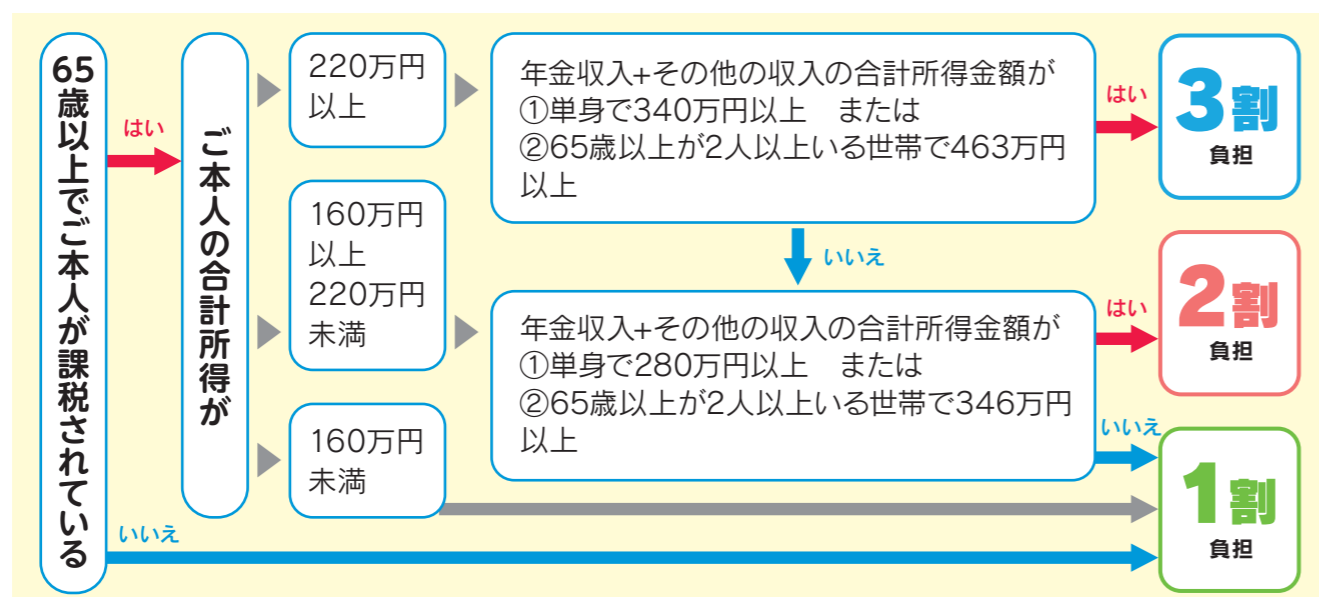 65歳以上でご本人が課税されている
はい
いいえ
ご本人の合計所得が
220万円
以上
160万円
以上
220万円
未満
160万円
未満
年金収入+その他の収入の合計所得金額が
①単身で340万円以上　または
②65歳以上が2人以上いる世帯で463万円
以上
はい
いいえ
年金収入+その他の収入の合計所得金額が
①単身で280万円以上　または
②65歳以上が2人以上いる世帯で346万円
以上
はい
いいえ
3割
負担
2割
負担
1割
負担